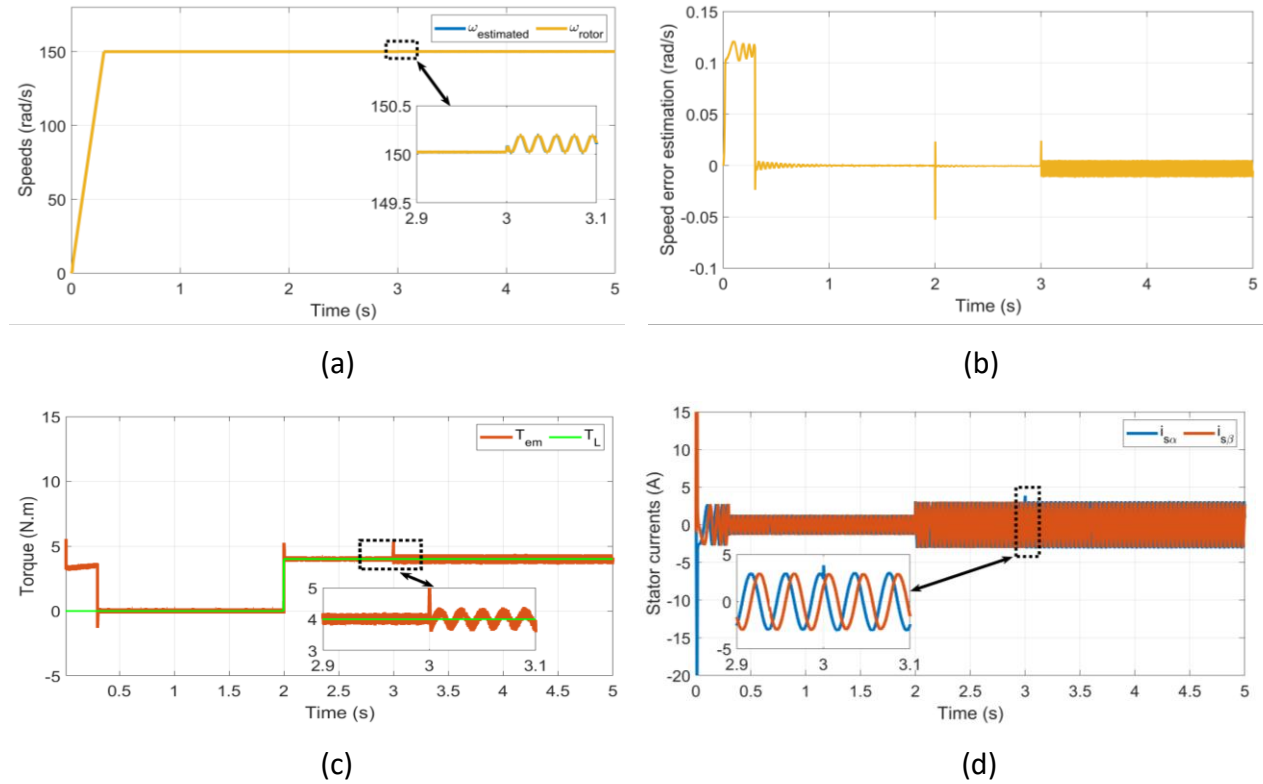 ω_estimated ω_rotor
200
150
100
50
0
Speeds (rad/s)
150.5
150
149.5
2.9 3 3.1
0 1 2 3 4 5
Time (s)
(a)
0.15
0.1
0.05
0
-0.05
-0.1
Speed error estimation (rad/s)
0 1 2 3 4 5
Time (s)
(b)
15
10
5
0
-5
Torque (N.m)
T_em T_L
5
4
3
2.9 3 3.1
0.5 1 1.5 2 2.5 3 3.5 4 4.5 5
Time (s)
(c)
15
10
5
0
-5
-10
-15
-20
Stator currents (A)
i_sα i_sβ
5
0
-5
2.9 3 3.1
0 0.5 1 1.5 2 2.5 3 3.5 4 4.5 5
Time (s)
(d)